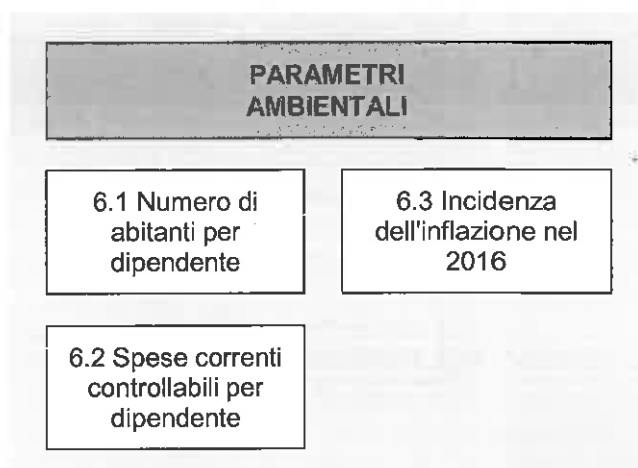 PARAMETRI
AMBIENTALI
6.1 Numero di
abitanti per
dipendente
6.3 Incidenza
dell'inflazione nel
2016
6.2 Spese correnti
controllabili per
dipendente